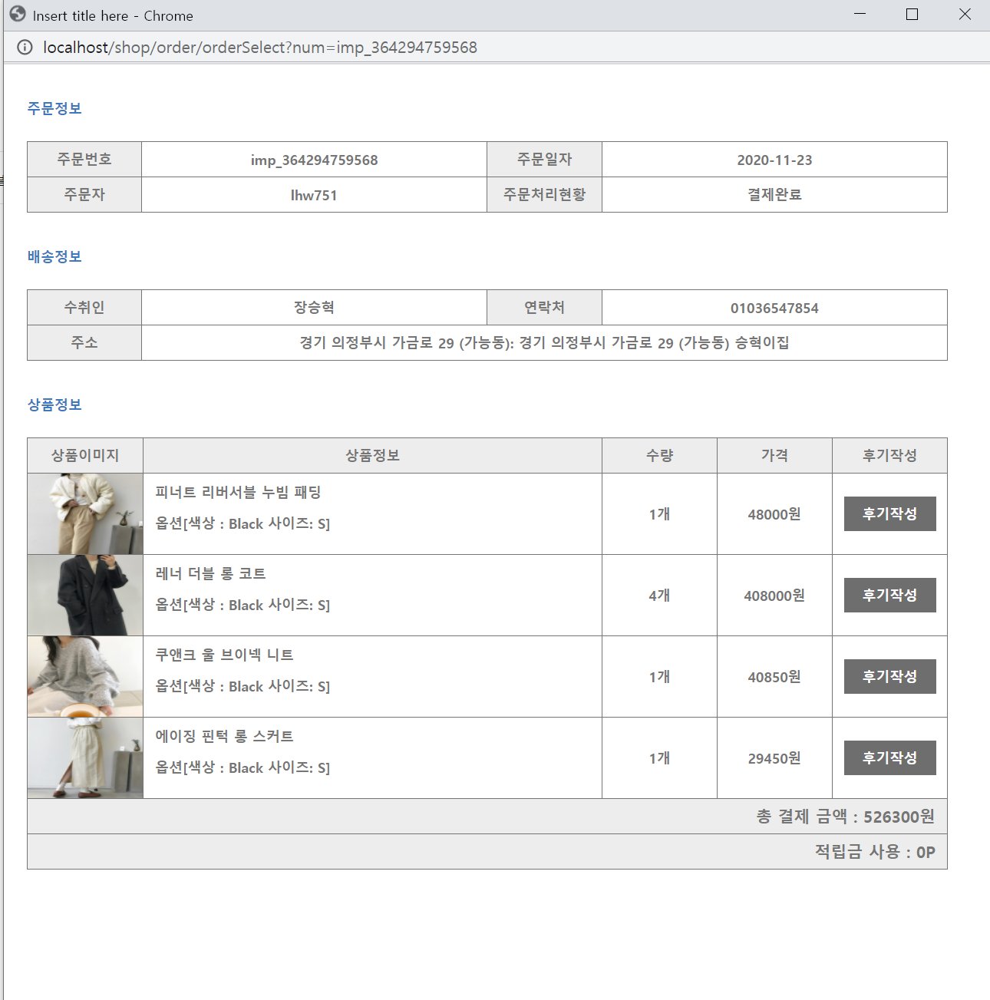 Insert title here - Chrome
localhost/shop/order/orderSelect?num=imp_364294759568
주문정보
주문번호 imp_364294759568 주문일자 2020-11-23
주문자 lhw751 주문처리현황 결제완료
배송정보
수취인 장승혁 연락처 01036547854
주소 경기 의정부시 가금로 29 (가능동): 경기 의정부시 가금로 29 (가능동) 승혁이집
상품정보
상품이미지 상품정보 수량 가격 후기작성
피너트 리버서블 누빔 패딩
옵션[색상 : Black 사이즈: S]
1개 48000원 후기작성
레너 더블 롱 코트
옵션[색상 : Black 사이즈: S]
4개 408000원 후기작성
쿠앤크 울 브이넥 니트
옵션[색상 : Black 사이즈: S]
1개 40850원 후기작성
에이징 핀턱 롱 스커트
옵션[색상 : Black 사이즈: S]
1개 29450원 후기작성
총 결제 금액 : 526300원
적립금 사용 : 0P